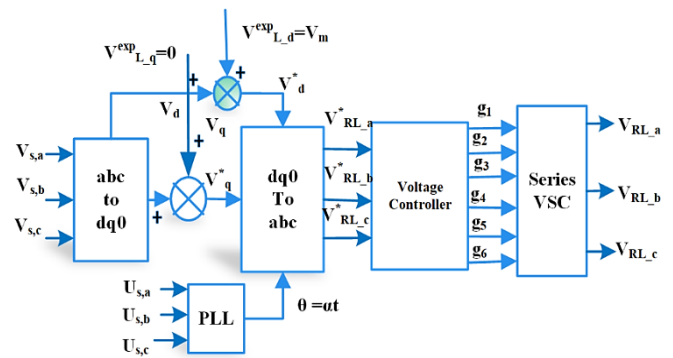 V^exp_L_d=V_m
V^exp_L_q=0
+
+
+
V_d
V_q
V^*_d
+
V_s,a
V_s,b
V_s,c
abc
to
dq0
+
V^*_q
dq0
To
abc
V^*_RL_a
V^*_RL_b
V^*_RL_c
Voltage
Controller
g1
g2
g3
g4
g5
g6
Series
VSC
V_RL_a
V_RL_b
V_RL_c
U_s,a
U_s,b
U_s,c
PLL
θ =αt